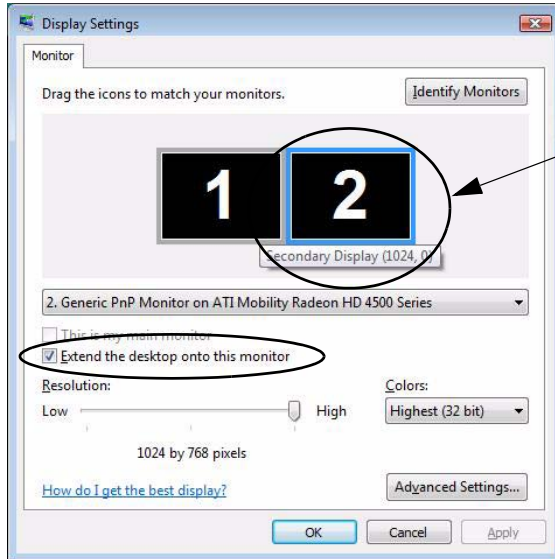 Display Settings
Monitor
Drag the icons to match your monitors.
Identify Monitors
1 2
Secondary Display (1024, 0)
2. Generic PnP Monitor on ATI Mobility Radeon HD 4500 Series
This is my main monitor
Extend the desktop onto this monitor
Resolution:
Colors:
Low High
Highest (32 bit)
1024 by 768 pixels
How do I get the best display?
Advanced Settings...
OK Cancel Apply